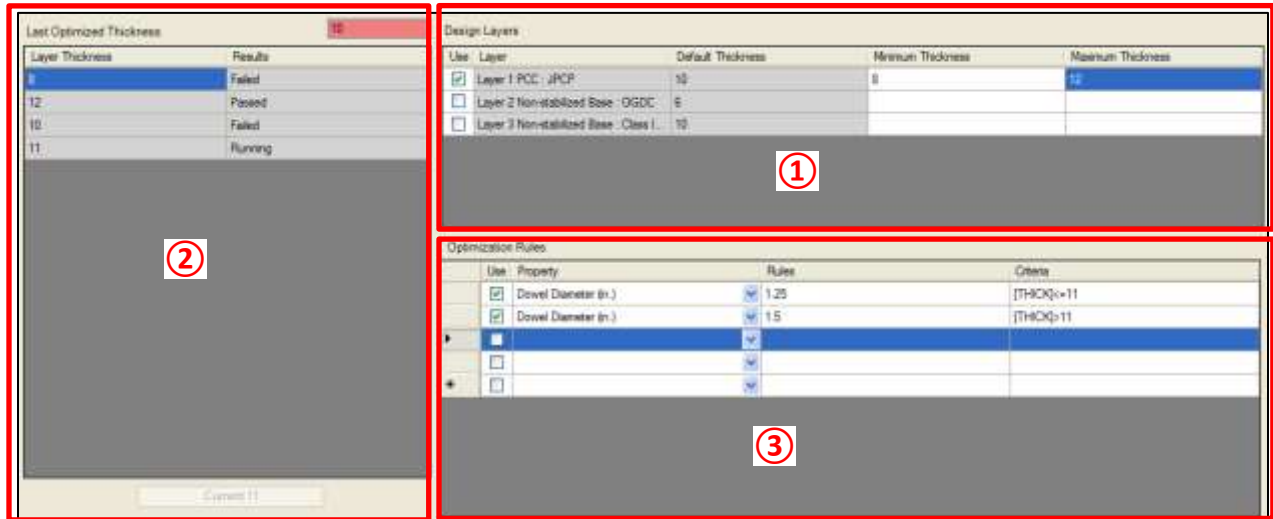 Last Optimized Thickness 10
Layer Thickness Results
8 Failed
12 Passed
10 Failed
11 Running
②
Current 11
Design Layers
Use Layer Default Thickness Minimum Thickness Maximum Thickness
Layer 1 PCC : JPCP 10 8 12
Layer 2 Non-stabilized Base : OGDC 6
Layer 3 Non-stabilized Base : Class I... 10
①
Optimization Rules
Use Property Rules Criteria
Dowel Diameter (in.) 1.25 [THICK]<=11
Dowel Diameter (in.) 1.5 [THICK]>11
③